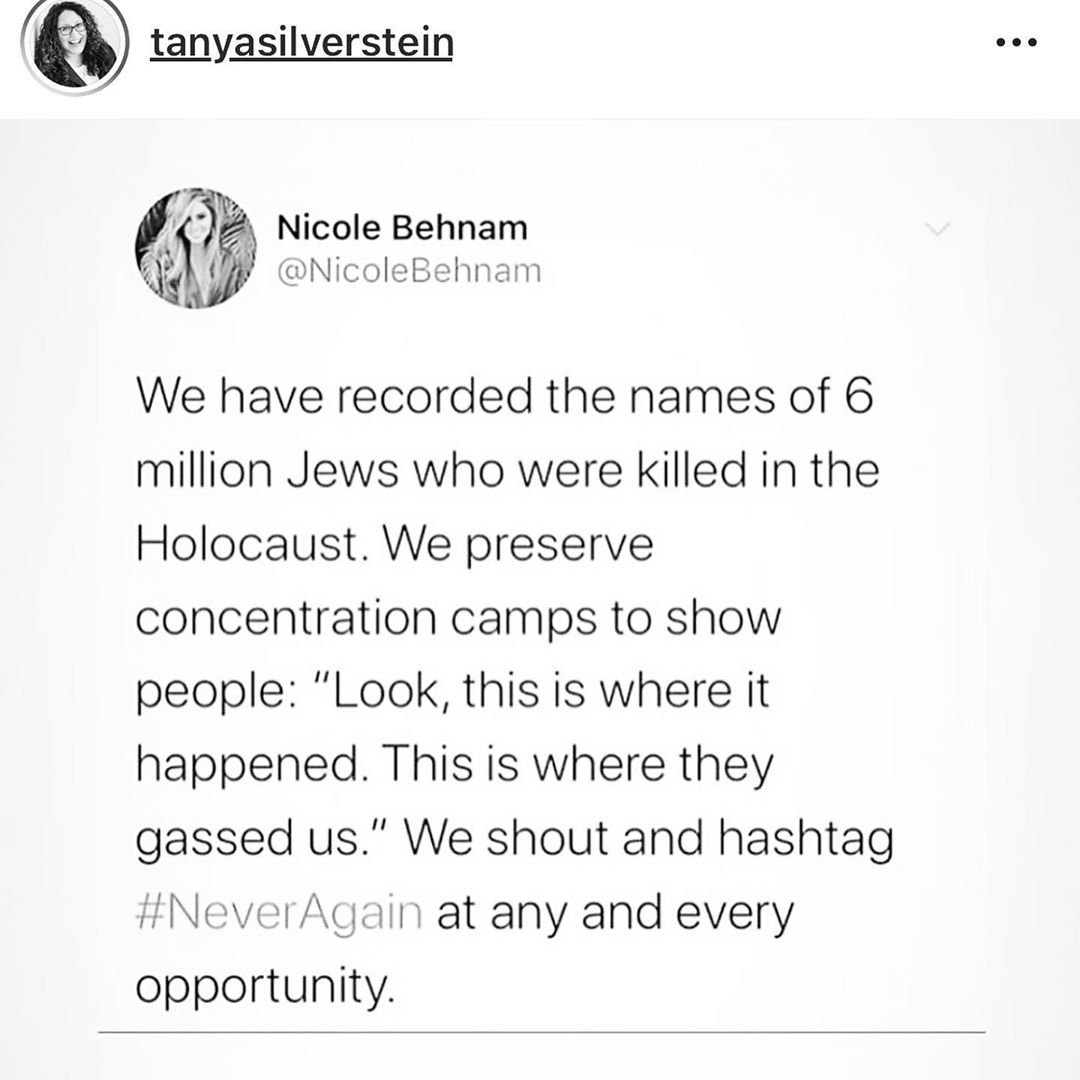 tanyasilverstein
Nicole Behnam
@NicoleBehnam
We have recorded the names of 6
million Jews who were killed in the
Holocaust. We preserve
concentration camps to show
people: “Look, this is where it
happened. This is where they
gassed us.” We shout and hashtag
#NeverAgain at any and every
opportunity.